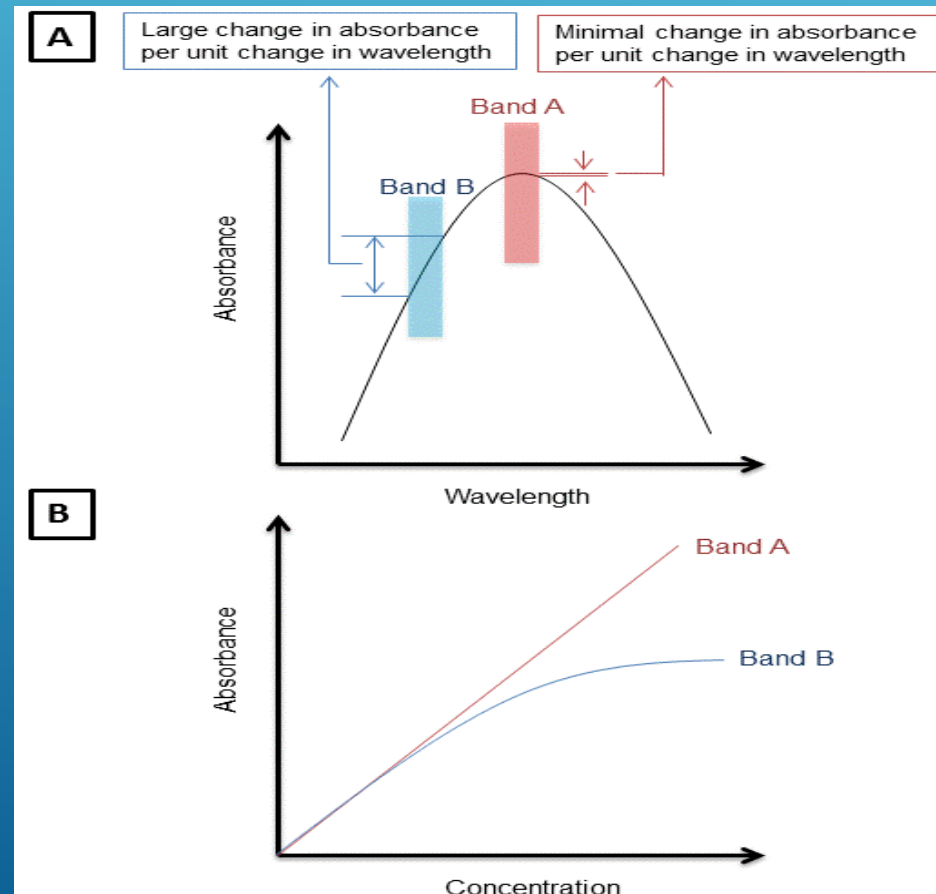 A
Large change in absorbance
per unit change in wavelength
Minimal change in absorbance
per unit change in wavelength
Band A
Band B
Absorbance
Wavelength
B
Band A
Band B
Absorbance
Concentration